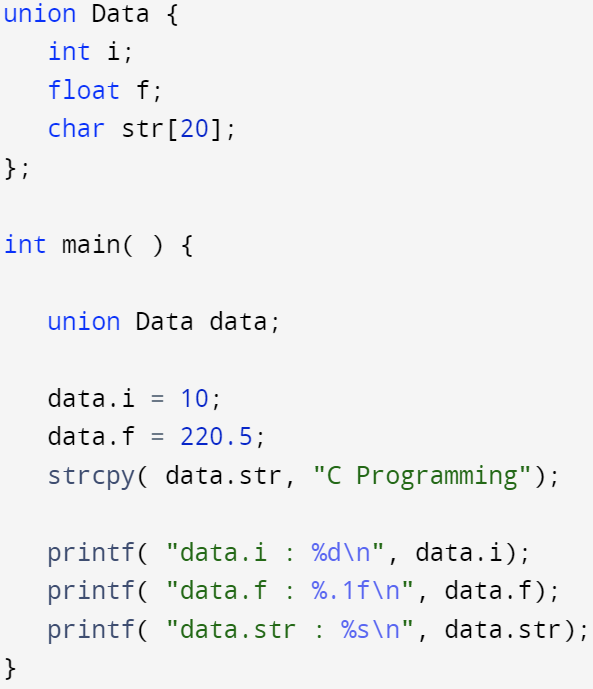 union Data {
   int i;
   float f;
   char str[20];
};

int main( ) {

   union Data data;

   data.i = 10;
   data.f = 220.5;
   strcpy( data.str, "C Programming");

   printf( "data.i : %d\n", data.i);
   printf( "data.f : %.1f\n", data.f);
   printf( "data.str : %s\n", data.str);
}